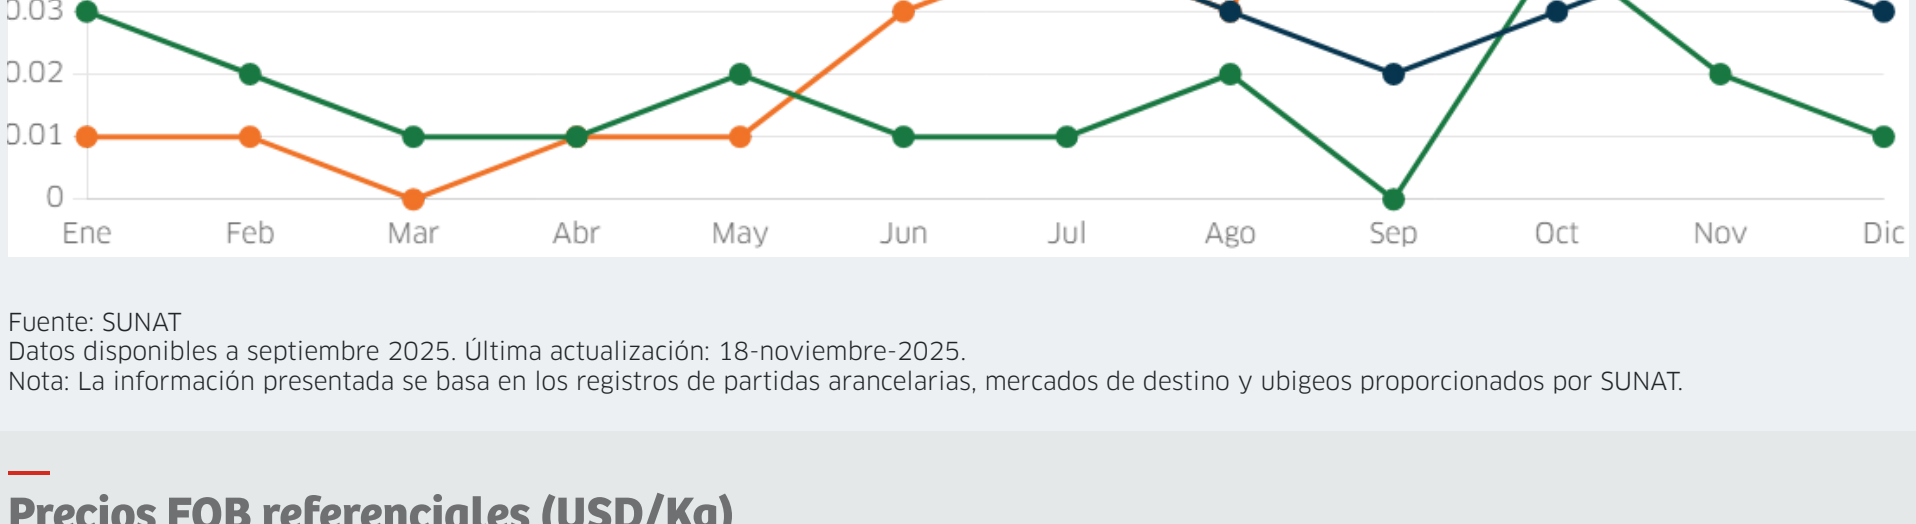 0.03
0.02
0.01
0
Ene Feb Mar Abr May Jun Jul Ago Sep Oct Nov Dic
Fuente: SUNAT
Datos disponibles a septiembre 2025. Última actualización: 18-noviembre-2025.
Nota: La información presentada se basa en los registros de partidas arancelarias, mercados de destino y ubigeos proporcionados por SUNAT.
Precios FOB referenciales (USD/Kg)